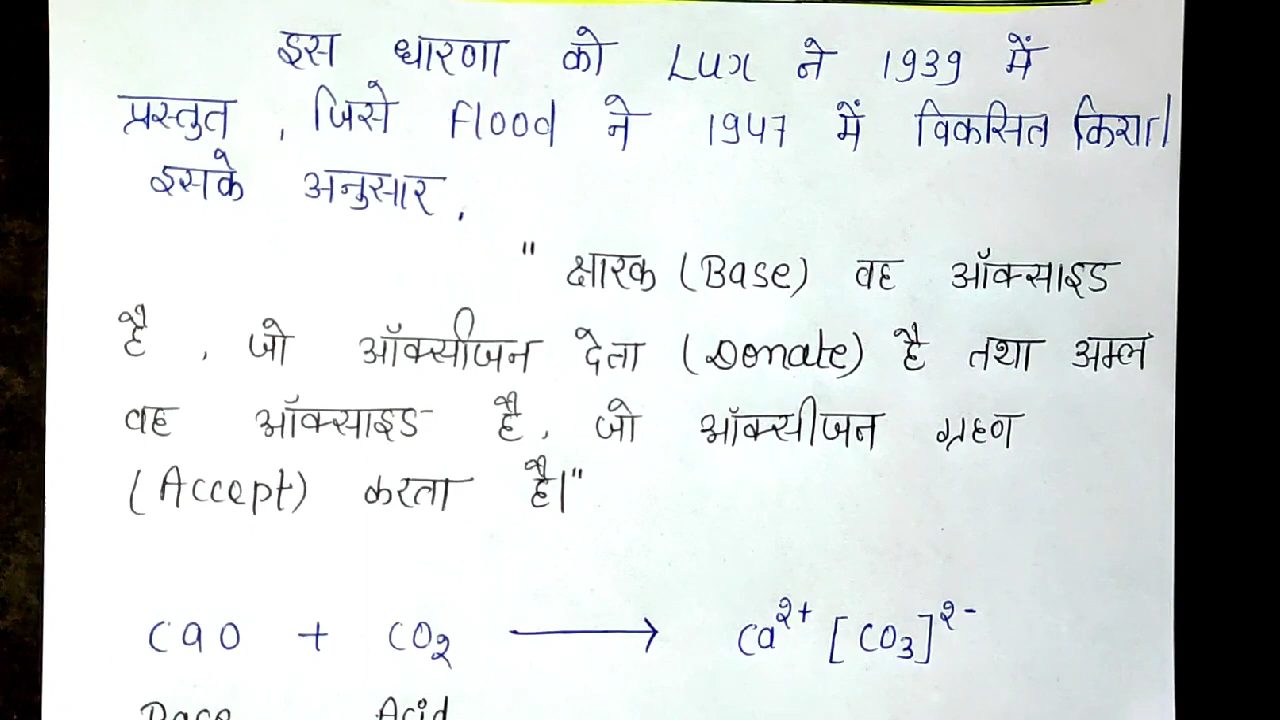 इस धारणा को Lux ने 1939 में
प्रस्तुत , जिसे Flood ने 1947 में विकसित किया।
इसके अनुसार ,
" क्षारक (Base) वह ऑक्साइड
है , जो ऑक्सीजन देता (Donate) है तथा अम्ल
वह ऑक्साइड है , जो ऑक्सीजन ग्रहण
(Accept) करता है।"
CaO + CO₂ ⟶ Ca²⁺ [CO₃]²⁻
Base Acid